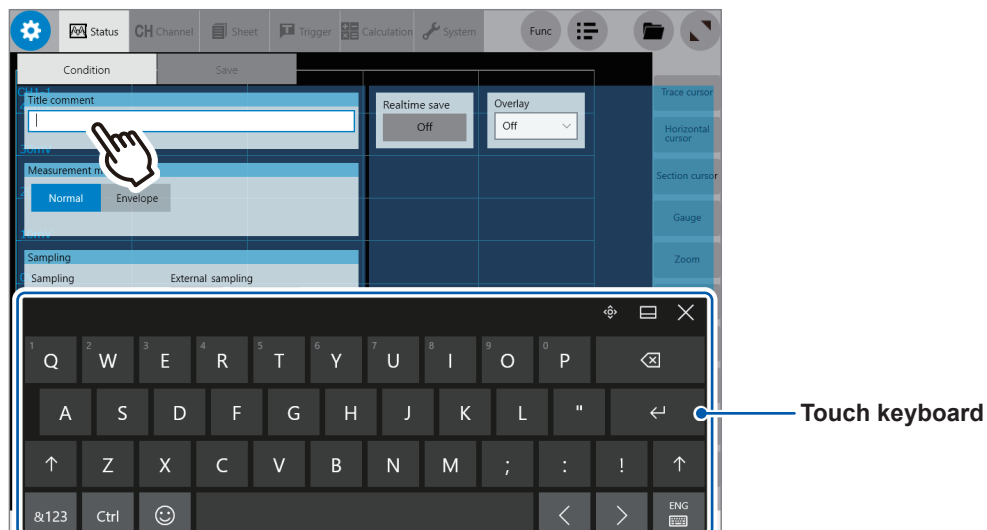 Status CH Channel Sheet Trigger Calculation System Func
Condition Save
Title comment
Realtime save
Off
Overlay
Off
Measurement m
Normal Envelope
Sampling
Sampling External sampling
Trace cursor
Horizontal
cursor
Section cursor
Gauge
Zoom
1 Q 2 W 3 E 4 R 5 T 6 Y 7 U 8 I 9 O 0 P
A S D F G H J K L "
Z X C V B N M ; : !
&123 Ctrl ENG
Touch keyboard